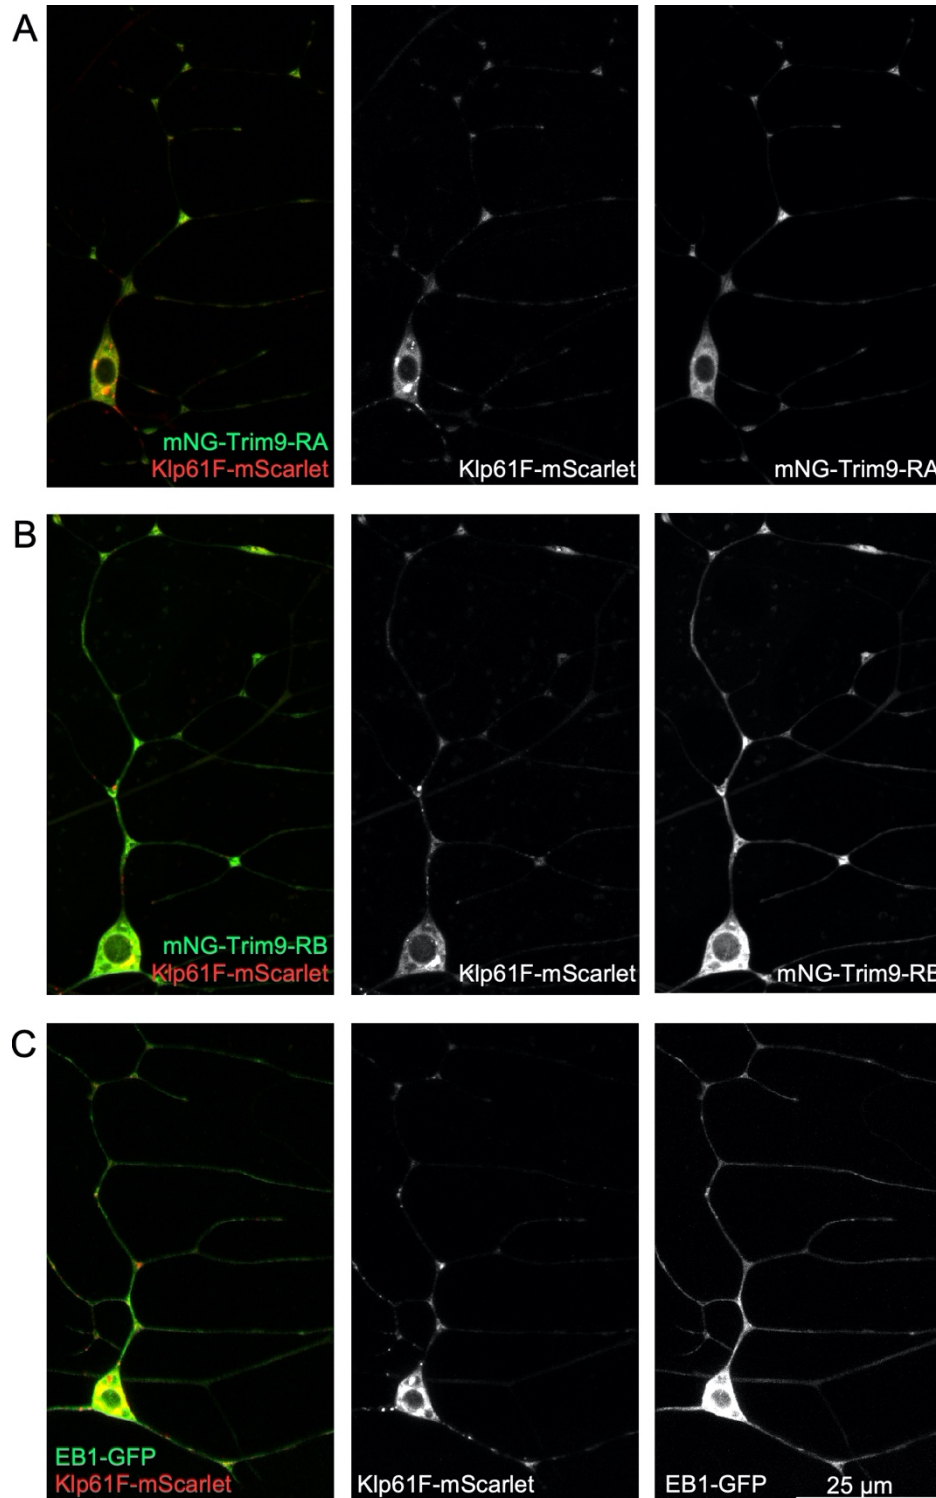 A
mNG-Trim9-RA
Klp61F-mScarlet
Klp61F-mScarlet
mNG-Trim9-RA
B
mNG-Trim9-RB
Klp61F-mScarlet
Klp61F-mScarlet
mNG-Trim9-RB
C
EB1-GFP
Klp61F-mScarlet
Klp61F-mScarlet
EB1-GFP
25 µm